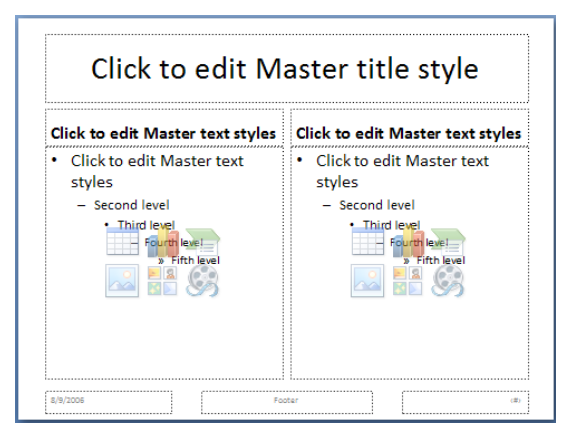 Click to edit Master title style
Click to edit Master text styles
• Click to edit Master text
styles
– Second level
• Third level
– Fourth level
» Fifth level
Click to edit Master text styles
• Click to edit Master text
styles
– Second level
• Third level
– Fourth level
» Fifth level
8/9/2006
Footer
‹#›